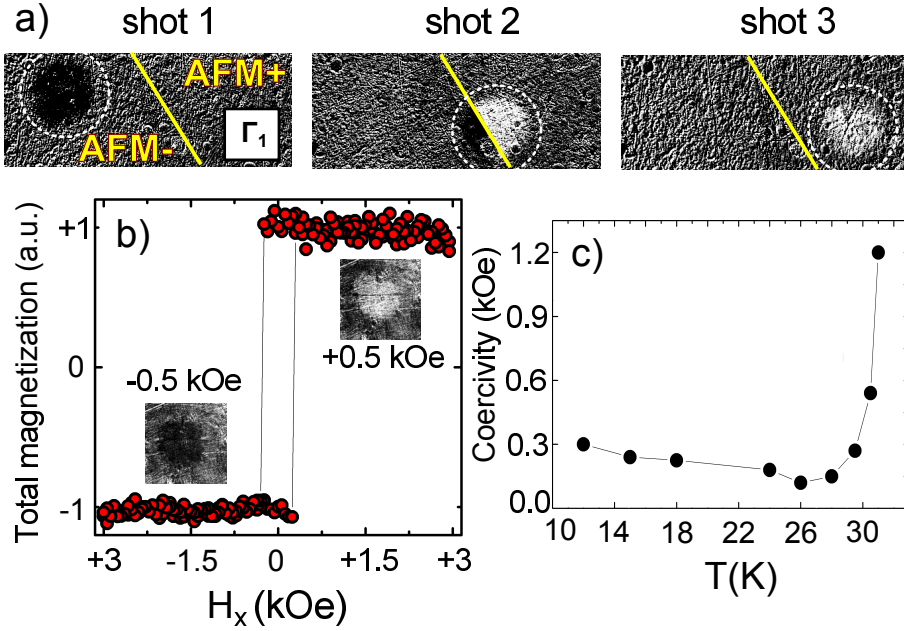 a)
shot 1
shot 2
shot 3
AFM+
AFM-
Γ1
b)
Total magnetization (a.u.)
+1
0
-1
-0.5 kOe
+0.5 kOe
+3
-1.5
0
+1.5
+3
Hx (kOe)
c)
Coercivity (kOe)
1.2
0.9
0.6
0.3
0.0
10
14
18
22
26
30
T(K)